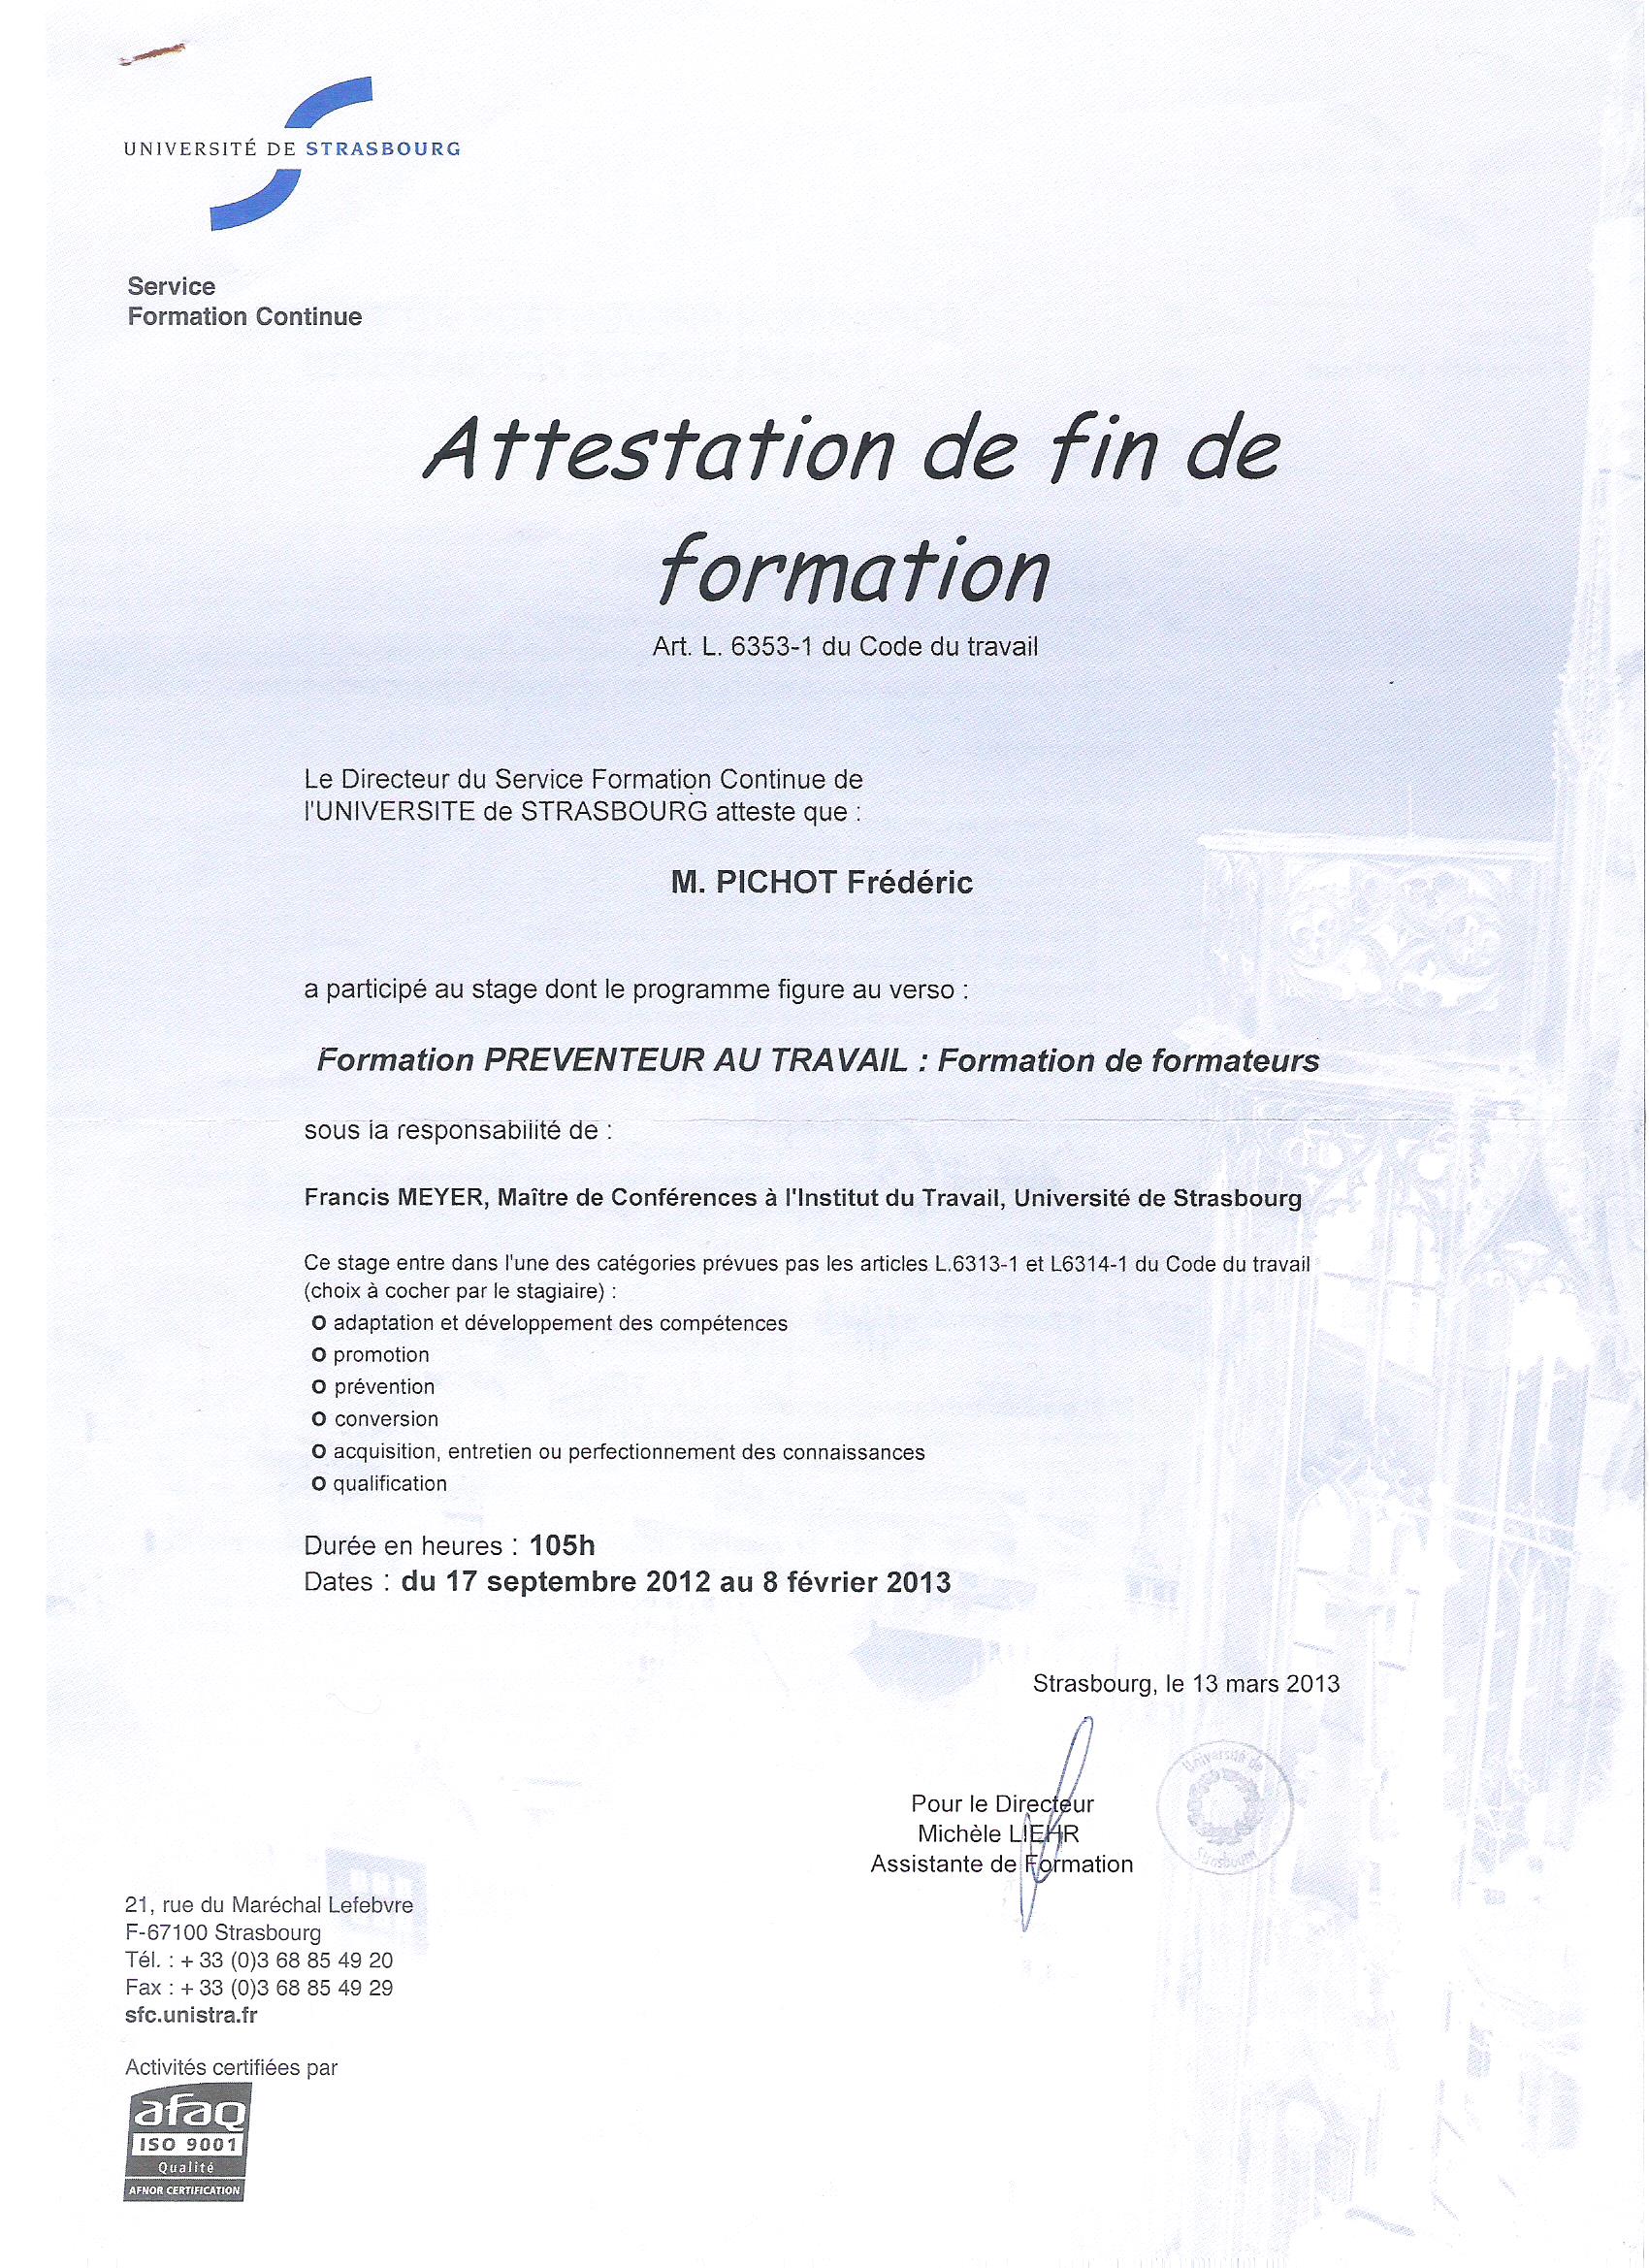 UNIVERSITÉ DE STRASBOURG
Service
Formation Continue
Attestation de fin de
formation
Art. L. 6353-1 du Code du travail
Le Directeur du Service Formation Continue de
l'UNIVERSITE de STRASBOURG atteste que :
M. PICHOT Frédéric
a participé au stage dont le programme figure au verso :
Formation PREVENTEUR AU TRAVAIL : Formation de formateurs
sous la responsabilité de :
Francis MEYER, Maître de Conférences à l'Institut du Travail, Université de Strasbourg
Ce stage entre dans l'une des catégories prévues pas les articles L.6313-1 et L6314-1 du Code du travail
(choix à cocher par le stagiaire) :
O adaptation et développement des compétences
O promotion
O prévention
O conversion
O acquisition, entretien ou perfectionnement des connaissances
O qualification
Durée en heures : 105h
Dates : du 17 septembre 2012 au 8 février 2013
Strasbourg, le 13 mars 2013
Pour le Directeur
Michèle LIEHR
Assistante de Formation
Université de
Strasbourg
21, rue du Maréchal Lefebvre
F-67100 Strasbourg
Tél. : + 33 (0)3 68 85 49 20
Fax : + 33 (0)3 68 85 49 29
sfc.unistra.fr
Activités certifiées par
afaq
ISO 9001
Qualité
AFNOR CERTIFICATION